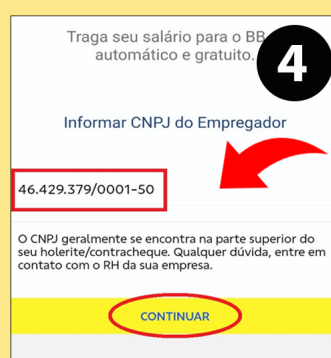 Traga seu salário para o BB
automático e gratuito.
4
Informar CNPJ do Empregador
46.429.379/0001-50
O CNPJ geralmente se encontra na parte superior do
seu holerite/contracheque. Qualquer dúvida, entre em
contato com o RH da sua empresa.
CONTINUAR